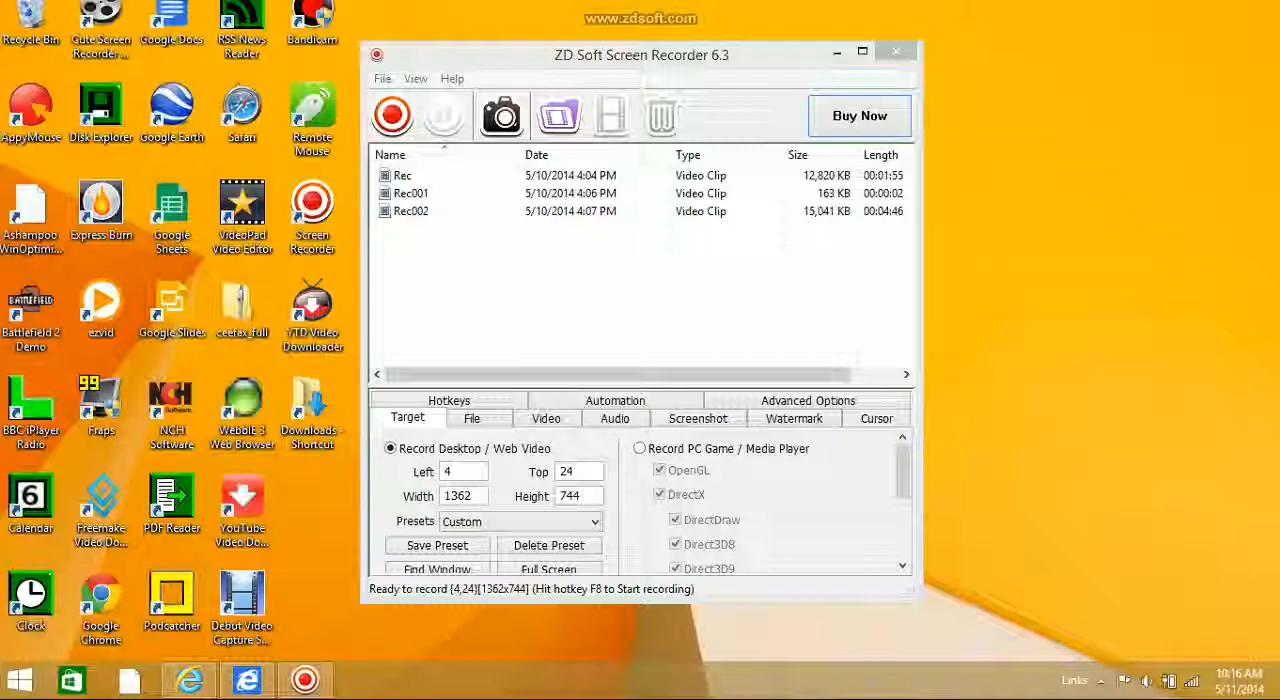 www.zdsoft.com
Recycle Bin
Cute Screen
Recorder ...
Google Docs
RSS News
Reader
Bandicam
AppyMouse
Disk Explorer
Google Earth
Safari
Remote
Mouse
Ashampoo
WinOptimi...
Express Burn
Google
Sheets
VideoPad
Video Editor
Screen
Recorder
BATTLEFIELD
Battlefield 2
Demo
ezvid
Google Slides
ceefax_full
YTD Video
Downloader
99
NCH
Software
BBC iPlayer
Radio
Fraps
NCH
Software
WebbIE 3
Web Browser
Downloads -
Shortcut
6
Calendar
Freemake
Video Do...
PDF Reader
YouTube
Video Do...
Clock
Google
Chrome
Podcatcher
Debut Video
Capture S...
ZD Soft Screen Recorder 6.3
File View Help
Buy Now
Name Date Type Size Length
Rec 5/10/2014 4:04 PM Video Clip 12,820 KB 00:01:55
Rec001 5/10/2014 4:06 PM Video Clip 163 KB 00:00:02
Rec002 5/10/2014 4:07 PM Video Clip 15,041 KB 00:04:46
Hotkeys Automation Advanced Options
Target File Video Audio Screenshot Watermark Cursor
Record Desktop / Web Video Record PC Game / Media Player
Left 4 Top 24 OpenGL
Width 1362 Height 744 DirectX
Presets Custom DirectDraw
Save Preset Delete Preset Direct3D8
Find Window Full Screen Direct3D9
Ready to record {4,24}[1362x744] (Hit hotkey F8 to Start recording)
Links
10:16 AM
5/11/2014